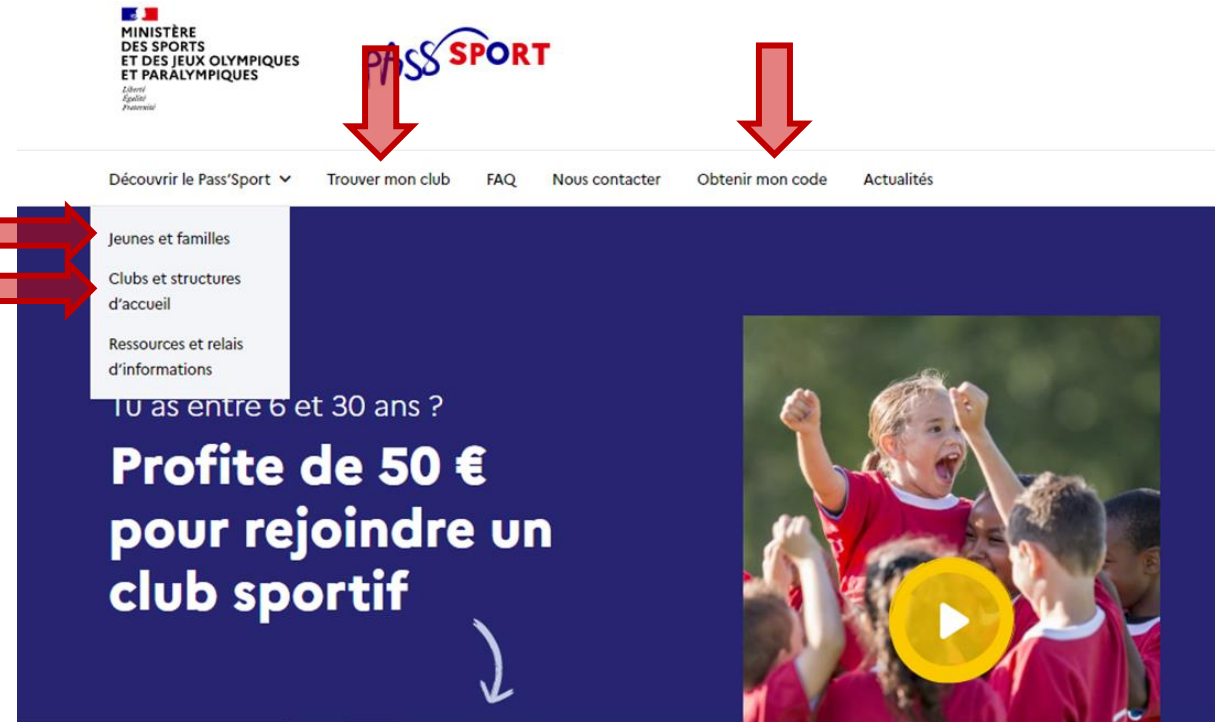 MINISTÈRE
DES SPORTS
ET DES JEUX OLYMPIQUES
ET PARALYMPIQUES
Liberté
Égalité
Fraternité
PASS SPORT
Découvrir le Pass'Sport
Trouver mon club
FAQ
Nous contacter
Obtenir mon code
Actualités
Jeunes et familles
Clubs et structures
d'accueil
Ressources et relais
d'informations
Tu as entre 6 et 30 ans ?
Profite de 50 €
pour rejoindre un
club sportif